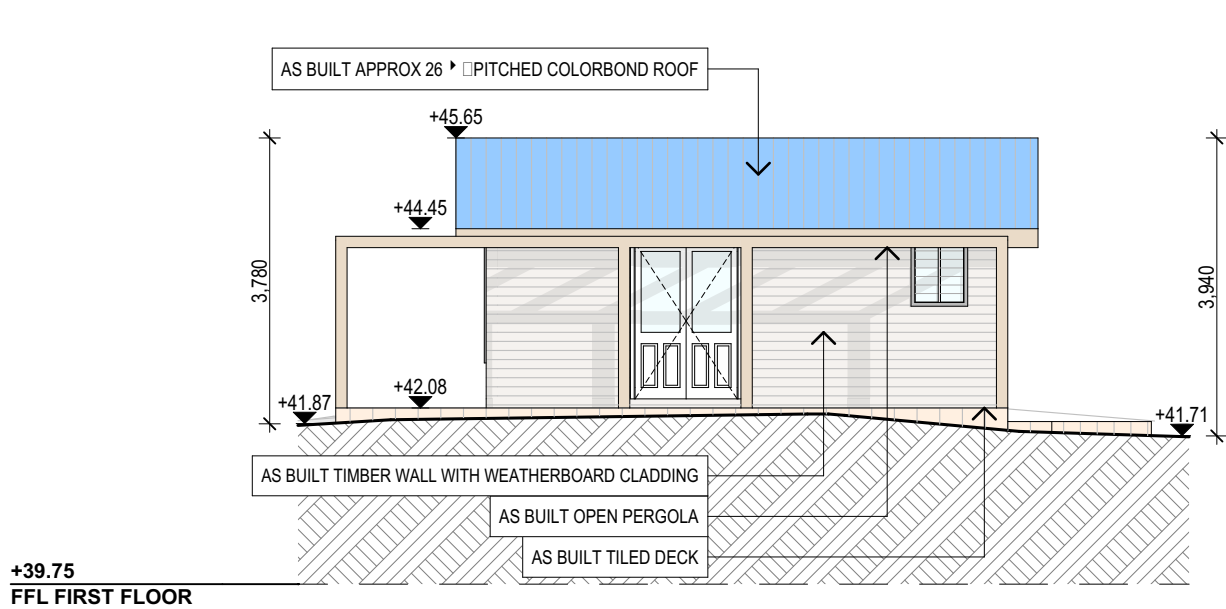 AS BUILT APPROX 26 PITCHED COLORBOND ROOF
+45.65
+44.45
3,780
3,940
+42.08
+41.87
+41.71
AS BUILT TIMBER WALL WITH WEATHERBOARD CLADDING
AS BUILT OPEN PERGOLA
AS BUILT TILED DECK
+39.75
FFL FIRST FLOOR